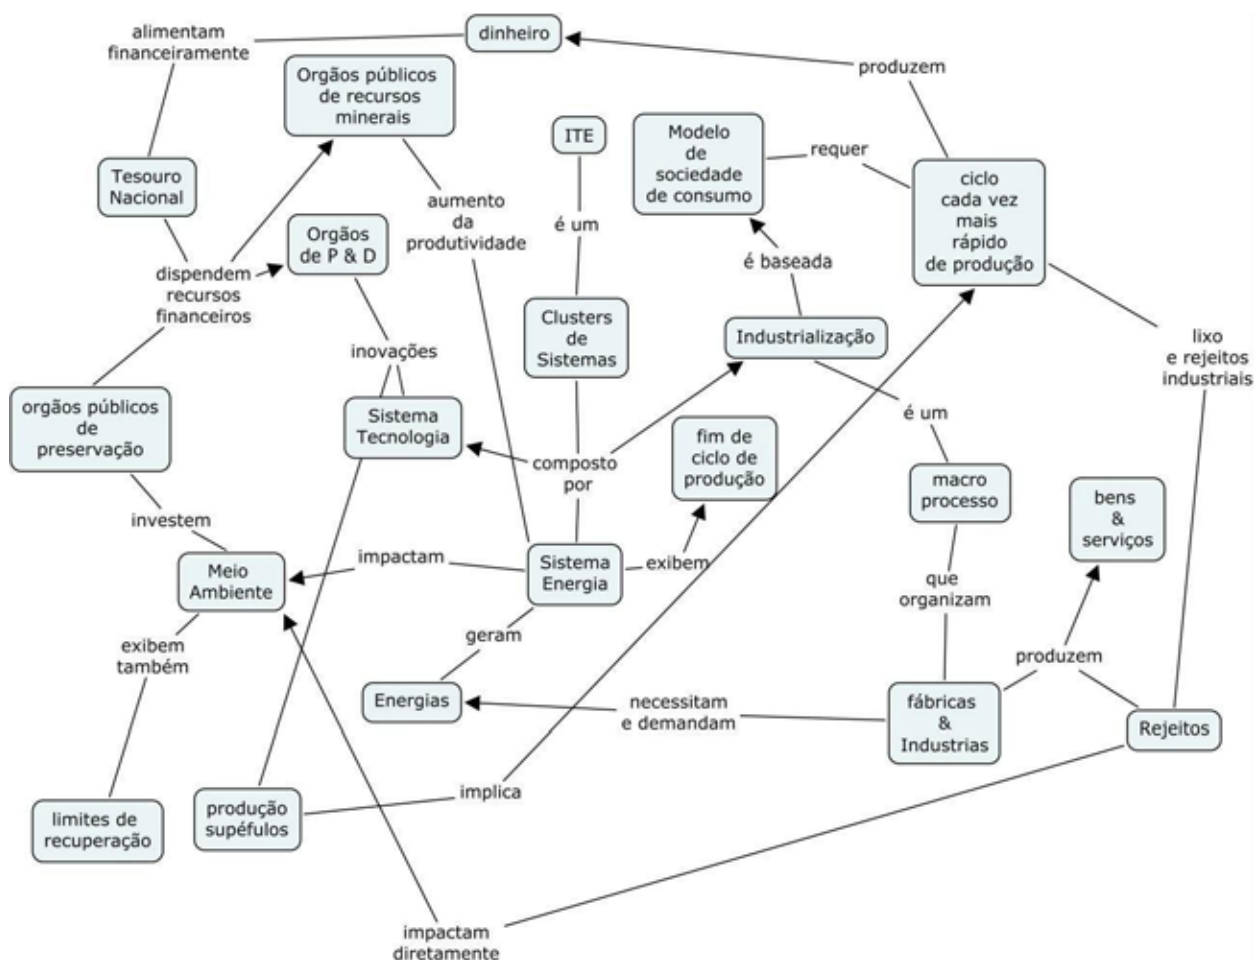 alimentam
financeiramente
dinheiro
produzem
Orgãos públicos
de recursos
minerais
ITE
Modelo
de
sociedade
de consumo
requer
ciclo
cada vez
mais
rápido
de produção
Tesouro
Nacional
aumento
da
produtividade
é um
Orgãos
de P & D
é baseada
dispendem
recursos
financeiros
Clusters
de
Sistemas
Industrialização
lixo
e rejeitos
industriais
inovações
orgãos públicos
de
preservação
Sistema
Tecnologia
é um
fim de
ciclo de
produção
composto
por
macro
processo
bens
&
serviços
investem
impactam
Sistema
Energia
exibem
Meio
Ambiente
que
organizam
exibem
também
geram
produzem
Energias
necessitam
e demandam
fábricas
&
Industrias
Rejeitos
limites de
recuperação
produção
supéfulos
implica
impactam
diretamente